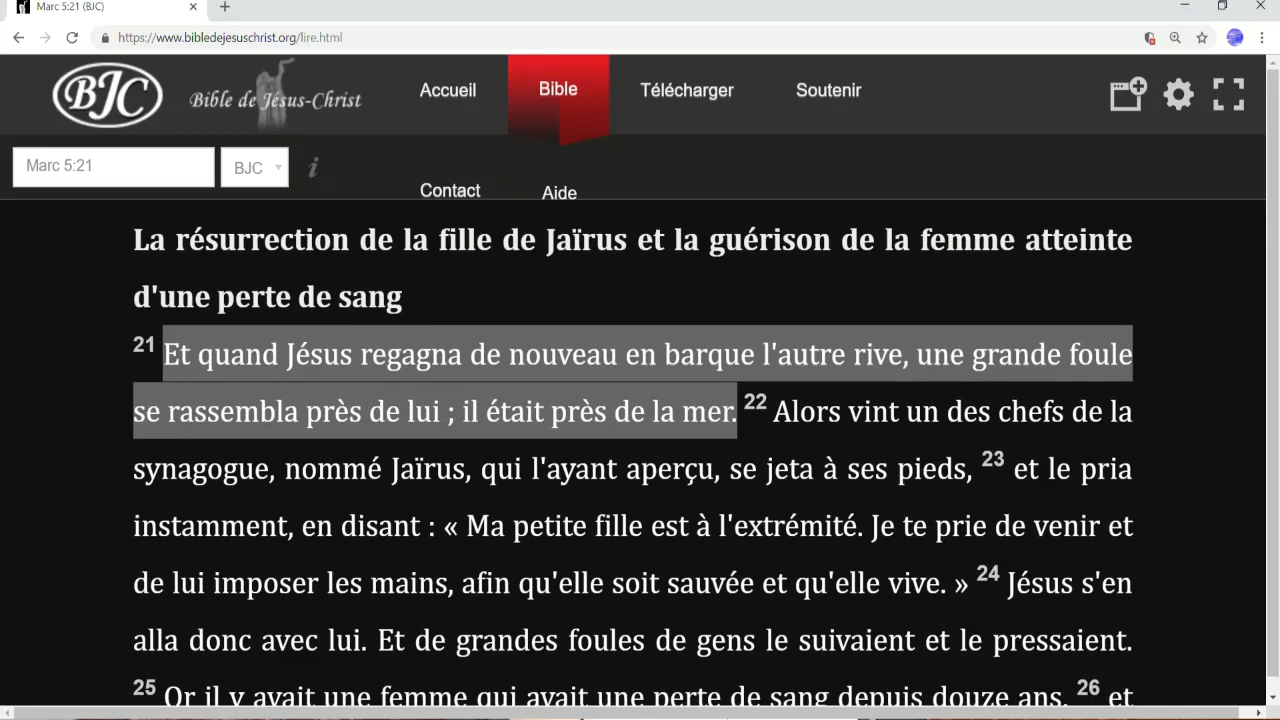 Marc 5:21 (BJC)
https://www.bibledejesuschrist.org/lire.html
BJC Bible de Jésus-Christ Accueil Bible Télécharger Soutenir
Marc 5:21 BJC i Contact Aide
La résurrection de la fille de Jaïrus et la guérison de la femme atteinte
d'une perte de sang
21 Et quand Jésus regagna de nouveau en barque l'autre rive, une grande foule
se rassembla près de lui ; il était près de la mer. 22 Alors vint un des chefs de la
synagogue, nommé Jaïrus, qui l'ayant aperçu, se jeta à ses pieds, 23 et le pria
instamment, en disant : « Ma petite fille est à l'extrémité. Je te prie de venir et
de lui imposer les mains, afin qu'elle soit sauvée et qu'elle vive. » 24 Jésus s'en
alla donc avec lui. Et de grandes foules de gens le suivaient et le pressaient.
25 Or il y avait une femme qui avait une perte de sang depuis douze ans, 26 et